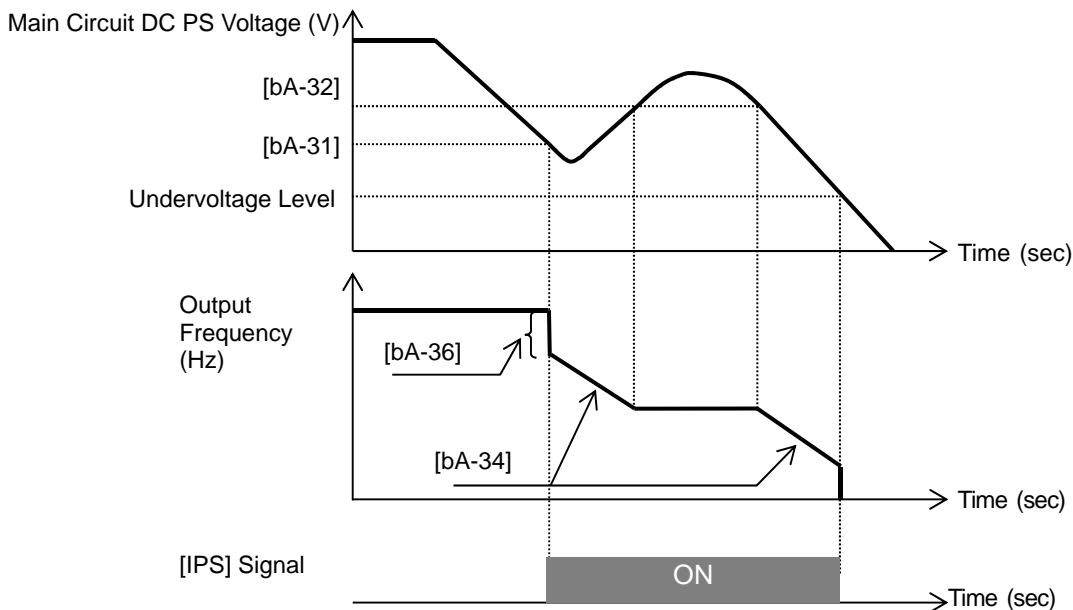 Main Circuit DC PS Voltage (V)
[bA-32]
[bA-31]
Undervoltage Level
Time (sec)
Output
Frequency
(Hz)
[bA-36]
[bA-34]
Time (sec)
[IPS] Signal
ON
Time (sec)